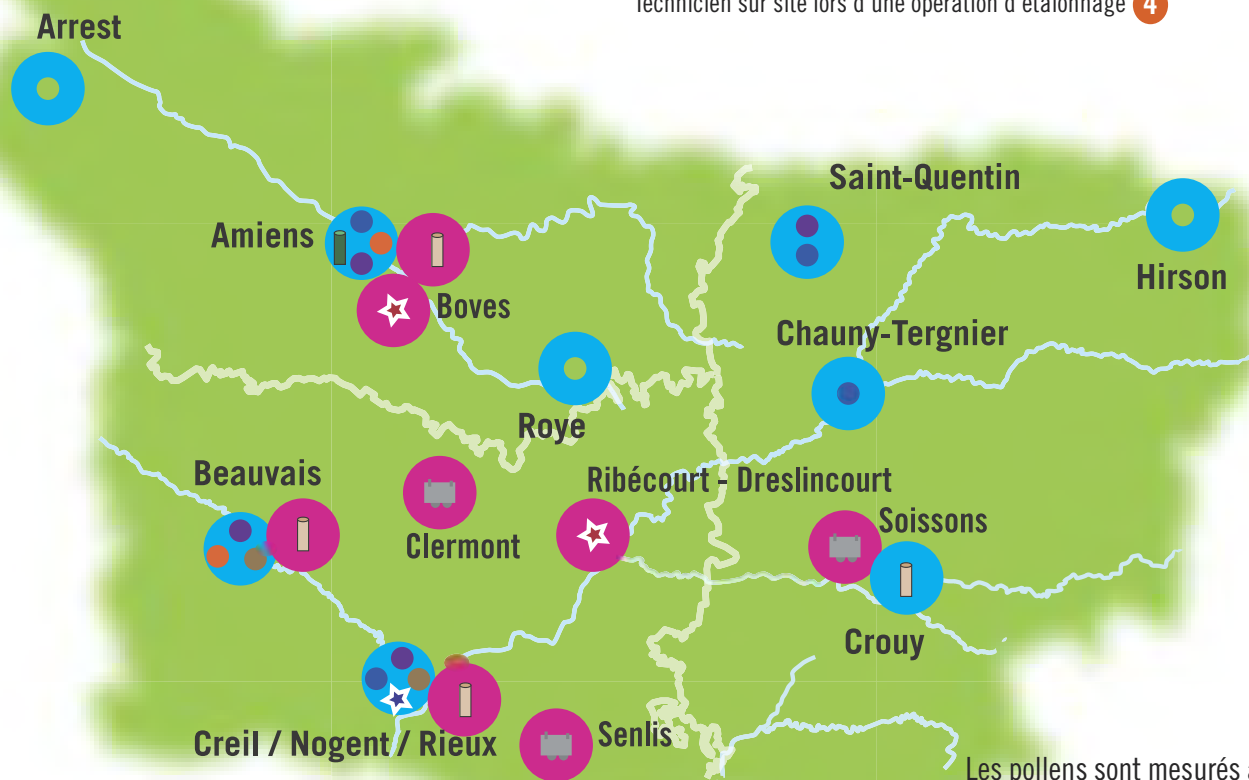 Technicien sur site lors d'une opération d'étalonnage 4
Arrest
Saint-Quentin
Amiens
Hirson
Boves
Chauny-Tergnier
Roye
Beauvais
Ribécourt - Dreslincourt
Soissons
Clermont
Crouy
Creil / Nogent / Rieux
Senlis
Les pollens sont mesurés